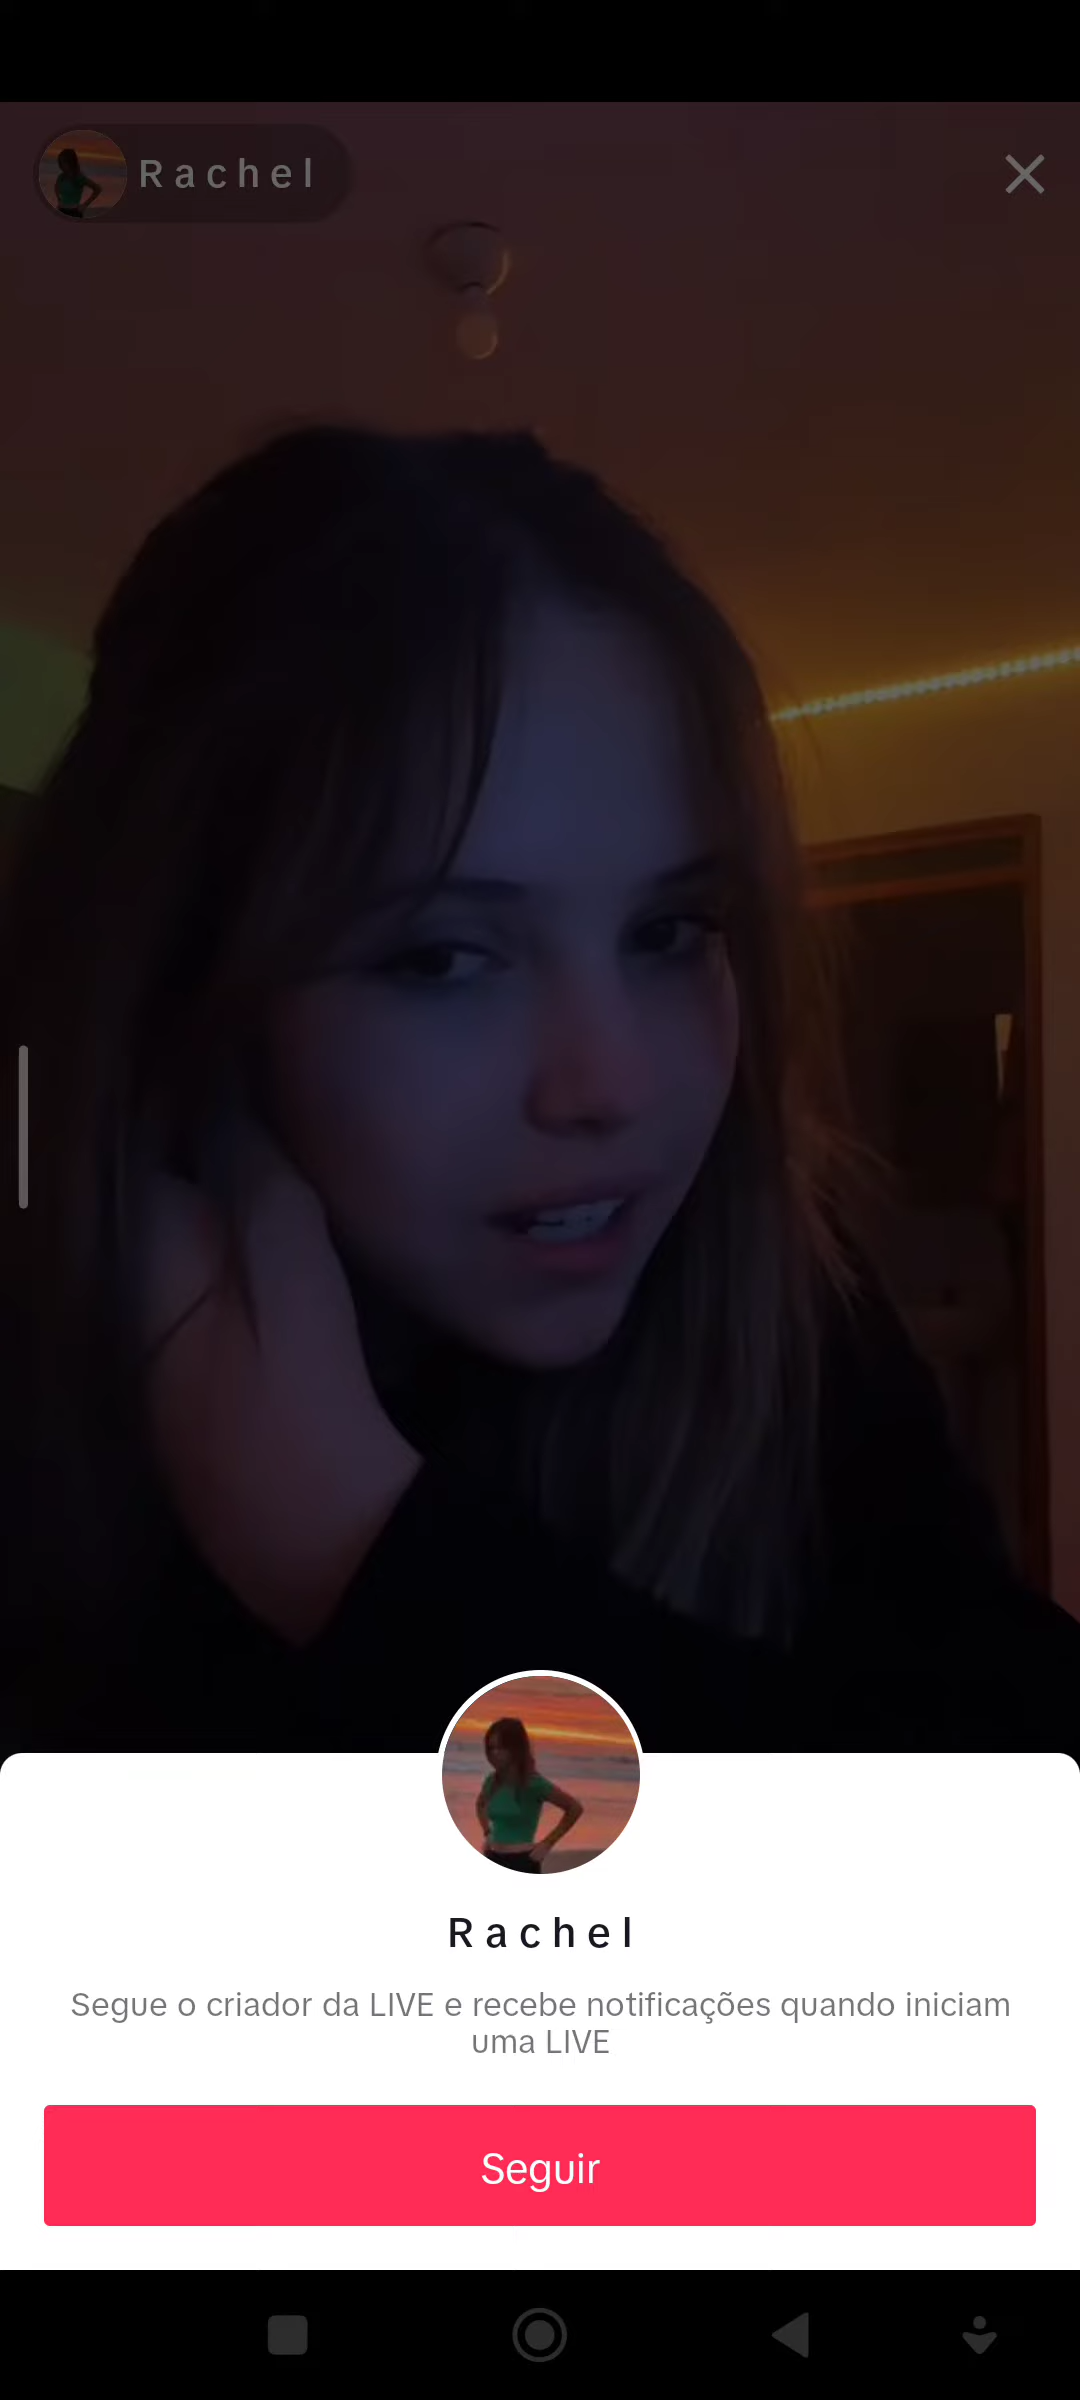 Rachel
Rachel
Segue o criador da LIVE e recebe notificações quando iniciam
uma LIVE
Seguir